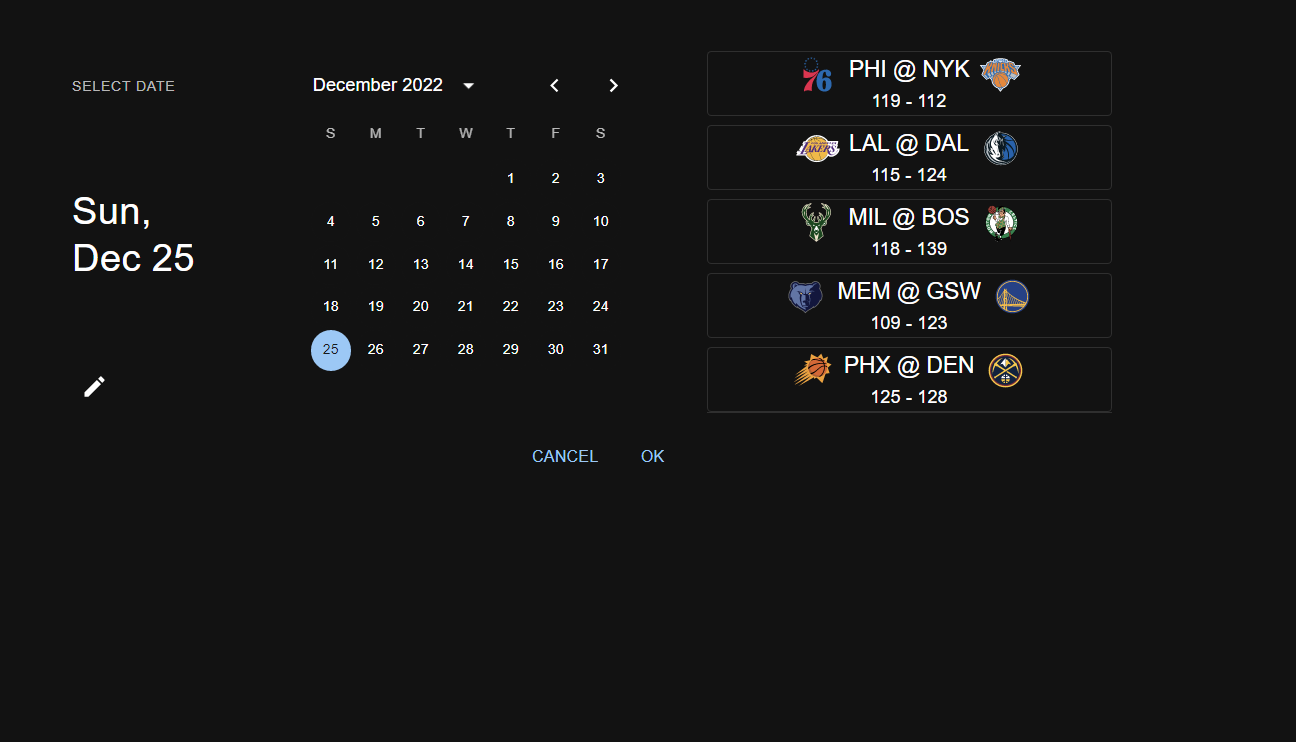 SELECT DATE
Sun,
Dec 25
December 2022
S M T W T F S
1 2 3
4 5 6 7 8 9 10
11 12 13 14 15 16 17
18 19 20 21 22 23 24
25 26 27 28 29 30 31
CANCEL OK
76 PHI @ NYK
119 - 112
LAKERS LAL @ DAL
115 - 124
MIL @ BOS
118 - 139
MEM @ GSW
109 - 123
PHX @ DEN
125 - 128